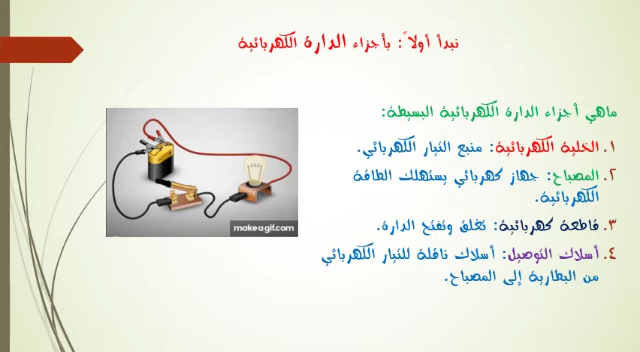 نبدأ أولاً: بأجزاء الدارة الكهربائية
ماهي أجزاء الدارة الكهربائية البسيطة:
١. الخلية الكهربائية: منبع التيار الكهربائي.
٢. المصباح: جهاز كهربائي يستهلك الطاقة
الكهربائية.
٣. قاطعة كهربائية: تغلق وتفتح الدارة.
٤. أسلاك التوصيل: أسلاك ناقلة للتيار الكهربائي
من البطارية إلى المصباح.
makeagif.com